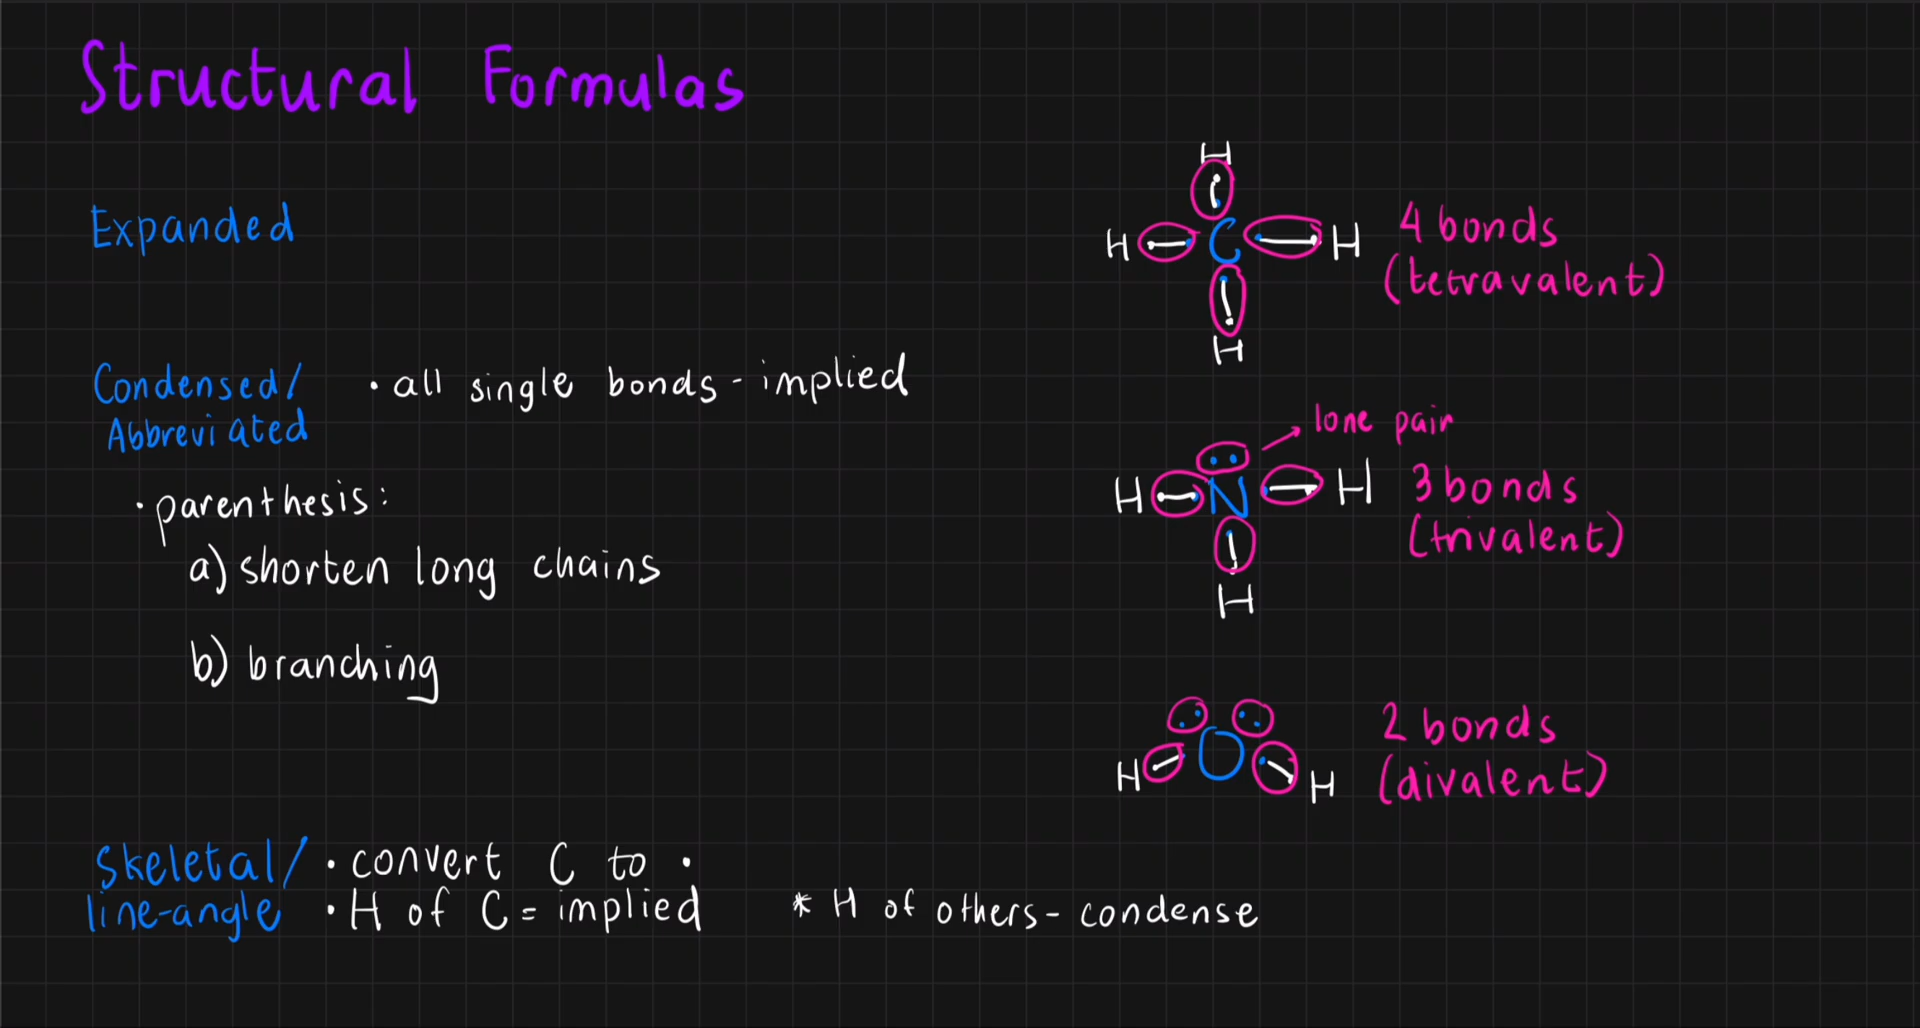 Structural Formulas
Expanded
Condensed/
Abbreviated
• all single bonds - implied
• parenthesis:
a) shorten long chains
b) branching
Skeletal/
line-angle
• convert C to •
• H of C = implied
* H of others - condense
H
H C H
H
4 bonds
(tetravalent)
lone pair
H N H
H
3 bonds
(trivalent)
H O H
2 bonds
(divalent)